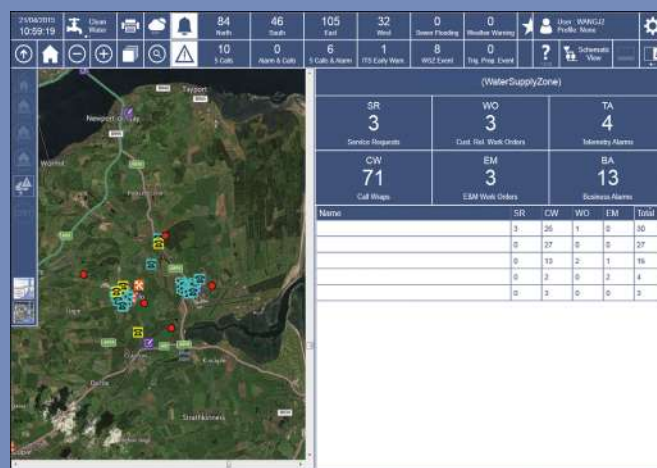 21/04/2015
10:59:19
Clean
Water
84
North
46
South
105
East
32
West
0
Sewer Flooding
0
Weather Warning
User : WANGJ2
Profile: None
10
5 Calls
0
Alarm & Calls
6
5 Calls & Alarm
1
ITS Early Warn.
8
WSZ Event
0
Trig. Prop. Event
?
Schematic
View
(WaterSupplyZone)
SR
3
Service Requests
WO
3
Cust. Rel. Work Orders
TA
4
Telemetry Alarms
CW
71
Call Wraps
EM
3
E&M Work Orders
BA
13
Business Alarms
Name SR CW WO EM Total
3 26 1 0 30
0 27 0 0 27
0 13 2 1 16
0 2 0 2 4
0 3 0 0 3
Tayport
Newport-on-Tay
Wormit
Strathkinness
Cupar